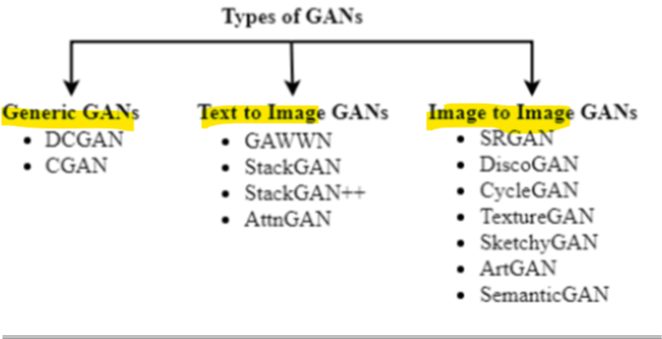 Types of GANs
Generic GANs
• DCGAN
• CGAN
Text to Image GANs
• GAWWN
• StackGAN
• StackGAN++
• AttnGAN
Image to Image GANs
• SRGAN
• DiscoGAN
• CycleGAN
• TextureGAN
• SketchyGAN
• ArtGAN
• SemanticGAN